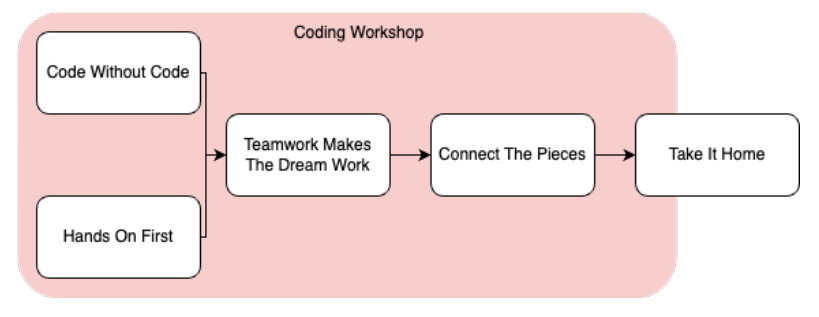 Coding Workshop
Code Without Code
Teamwork Makes
The Dream Work
Connect The Pieces
Take It Home
Hands On First